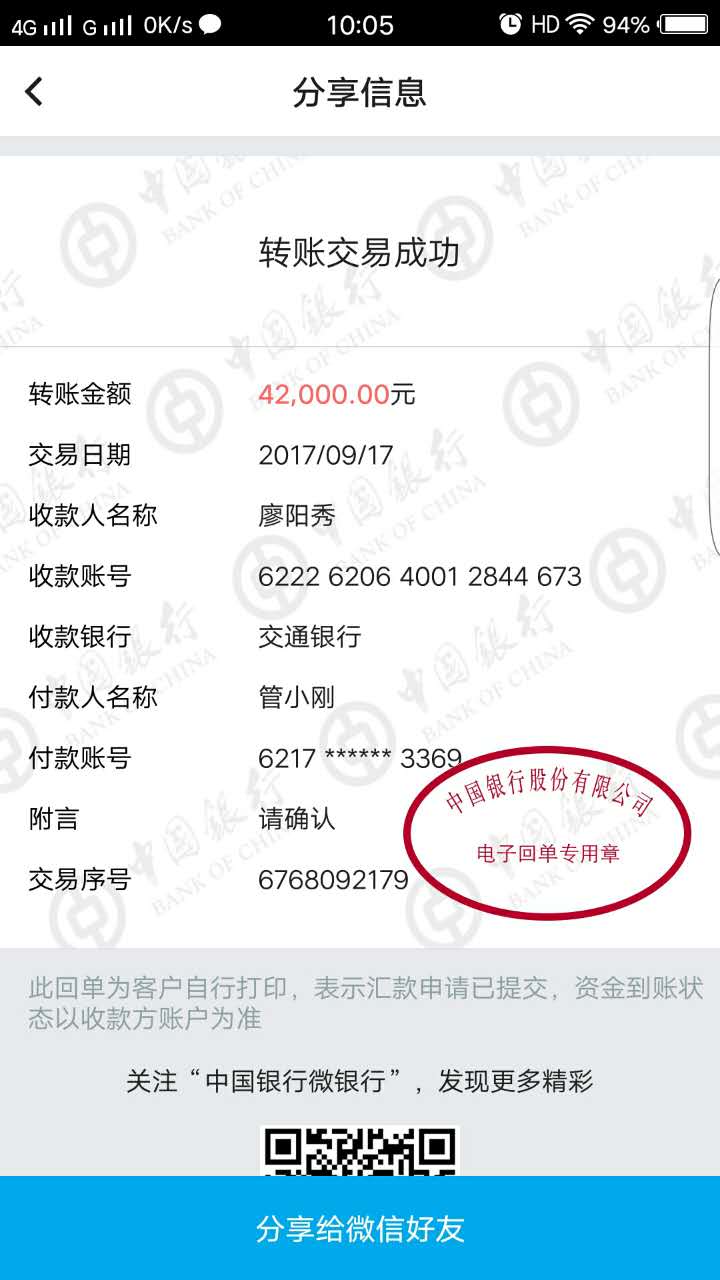 4G G 0K/s 10:05 HD 94%
分享信息
转账交易成功
转账金额 42,000.00元
交易日期 2017/09/17
收款人名称 廖阳秀
收款账号 6222 6206 4001 2844 673
收款银行 交通银行
付款人名称 管小刚
付款账号 6217 ****** 3369
附言 请确认
交易序号 6768092179
中国银行股份有限公司
电子回单专用章
此回单为客户自行打印，表示汇款申请已提交，资金到账状
态以收款方账户为准
关注“中国银行微银行”，发现更多精彩
分享给微信好友
中国银行
BANK OF CHINA